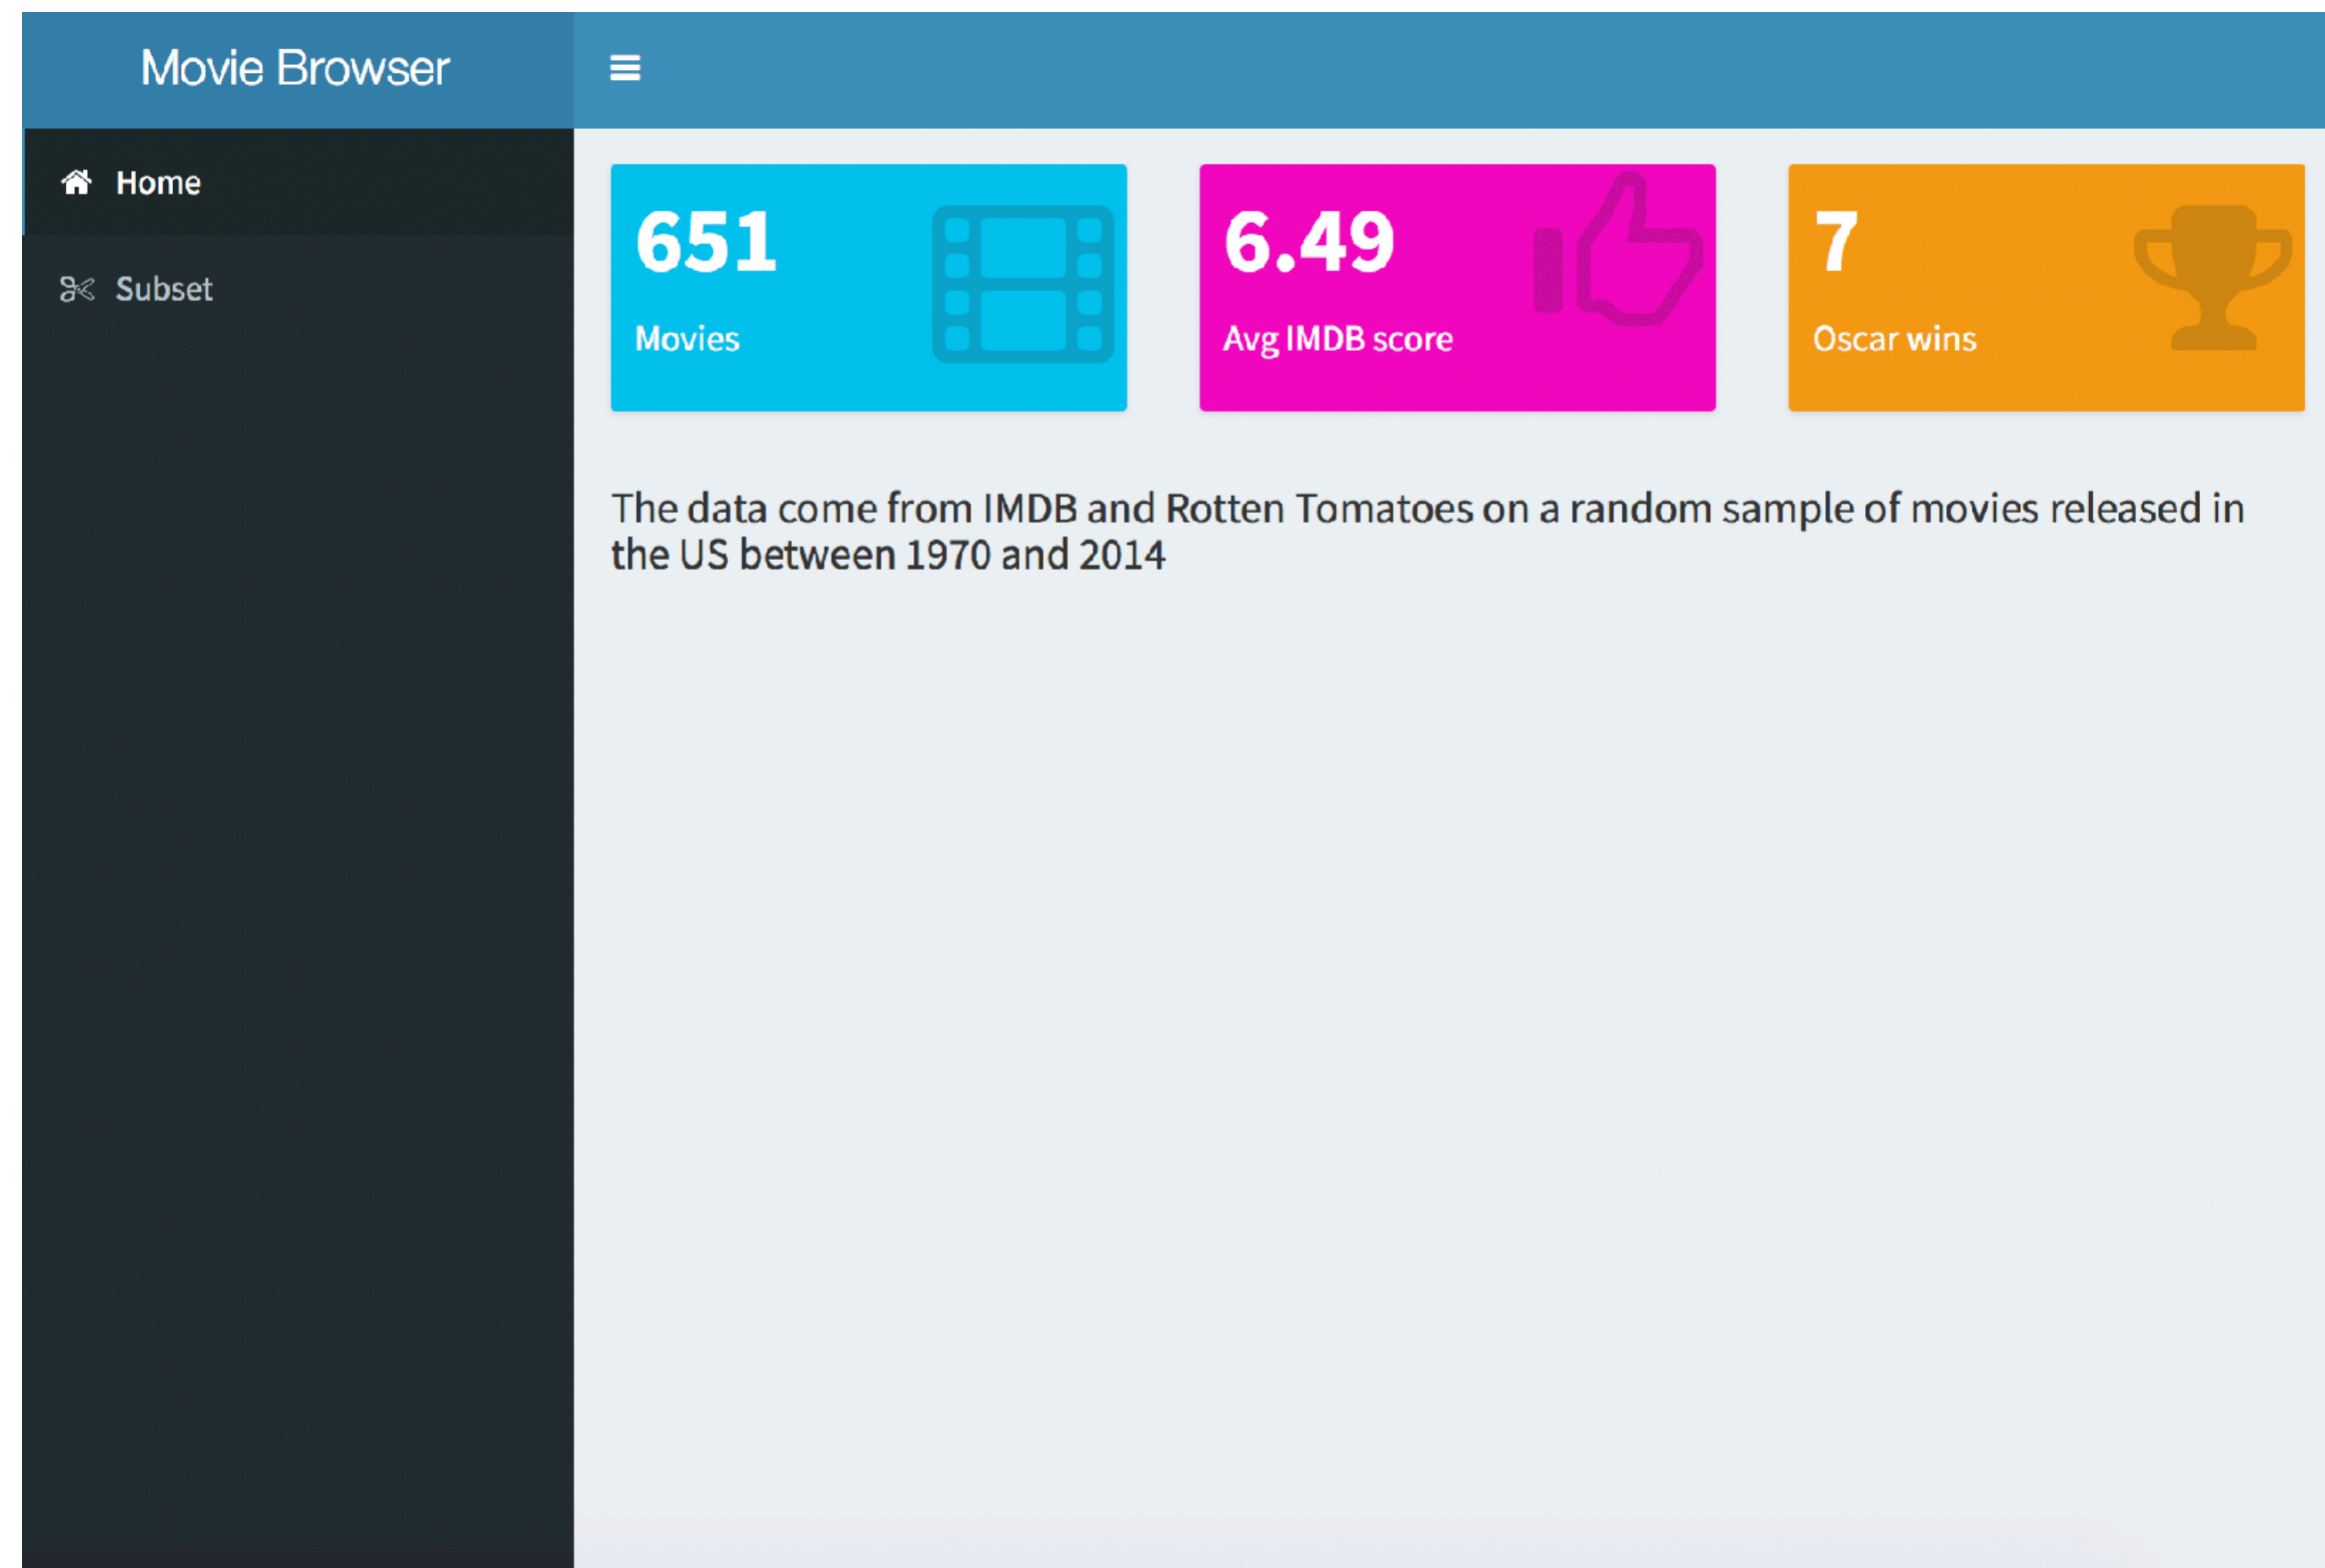 Movie Browser
Home
Subset
651
Movies
6.49
Avg IMDB score
7
Oscar wins
The data come from IMDB and Rotten Tomatoes on a random sample of movies released in
the US between 1970 and 2014